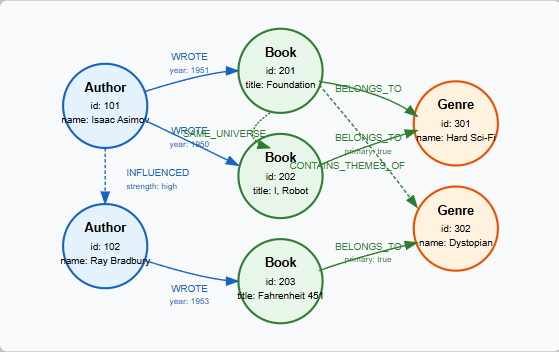 Author
id: 101
name: Isaac Asimov
WROTE
year: 1951
Book
id: 201
title: Foundation
BELONGS_TO
Genre
id: 301
name: Hard Sci-Fi
WROTE
year: 1950
SAME_UNIVERSE
Book
id: 202
title: I, Robot
BELONGS_TO
primary: true
CONTAINS_THEMES_OF
INFLUENCED
strength: high
Author
id: 102
name: Ray Bradbury
WROTE
year: 1953
Book
id: 203
title: Fahrenheit 451
BELONGS_TO
primary: true
Genre
id: 302
name: Dystopian